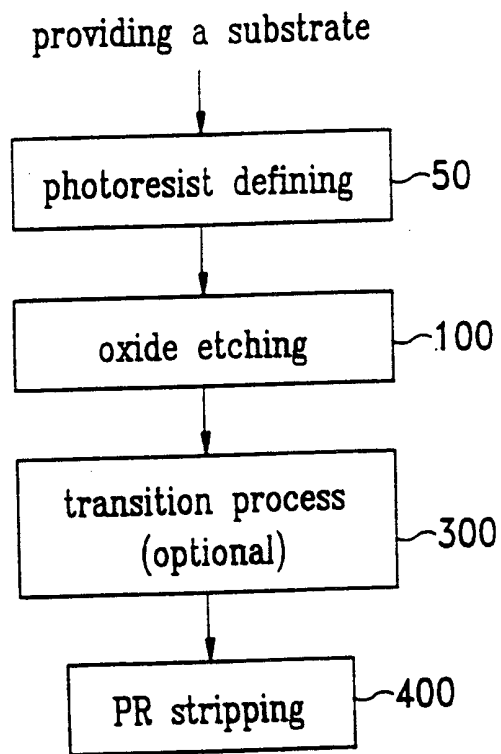 providing a substrate
photoresist defining
50
oxide etching
100
transition process
(optional)
300
PR stripping
400